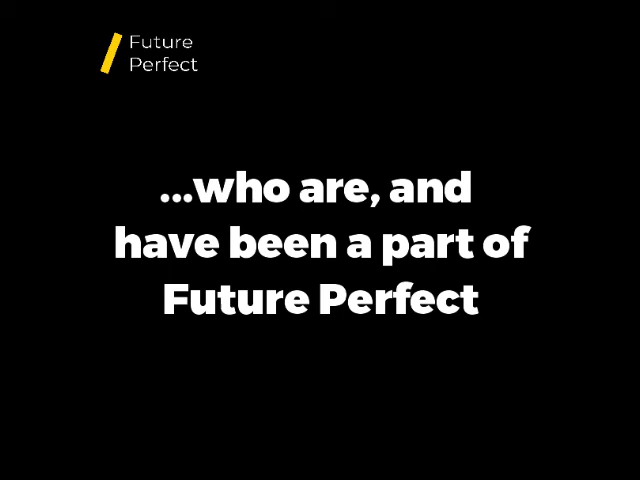 Future
Perfect
...who are, and
have been a part of
Future Perfect